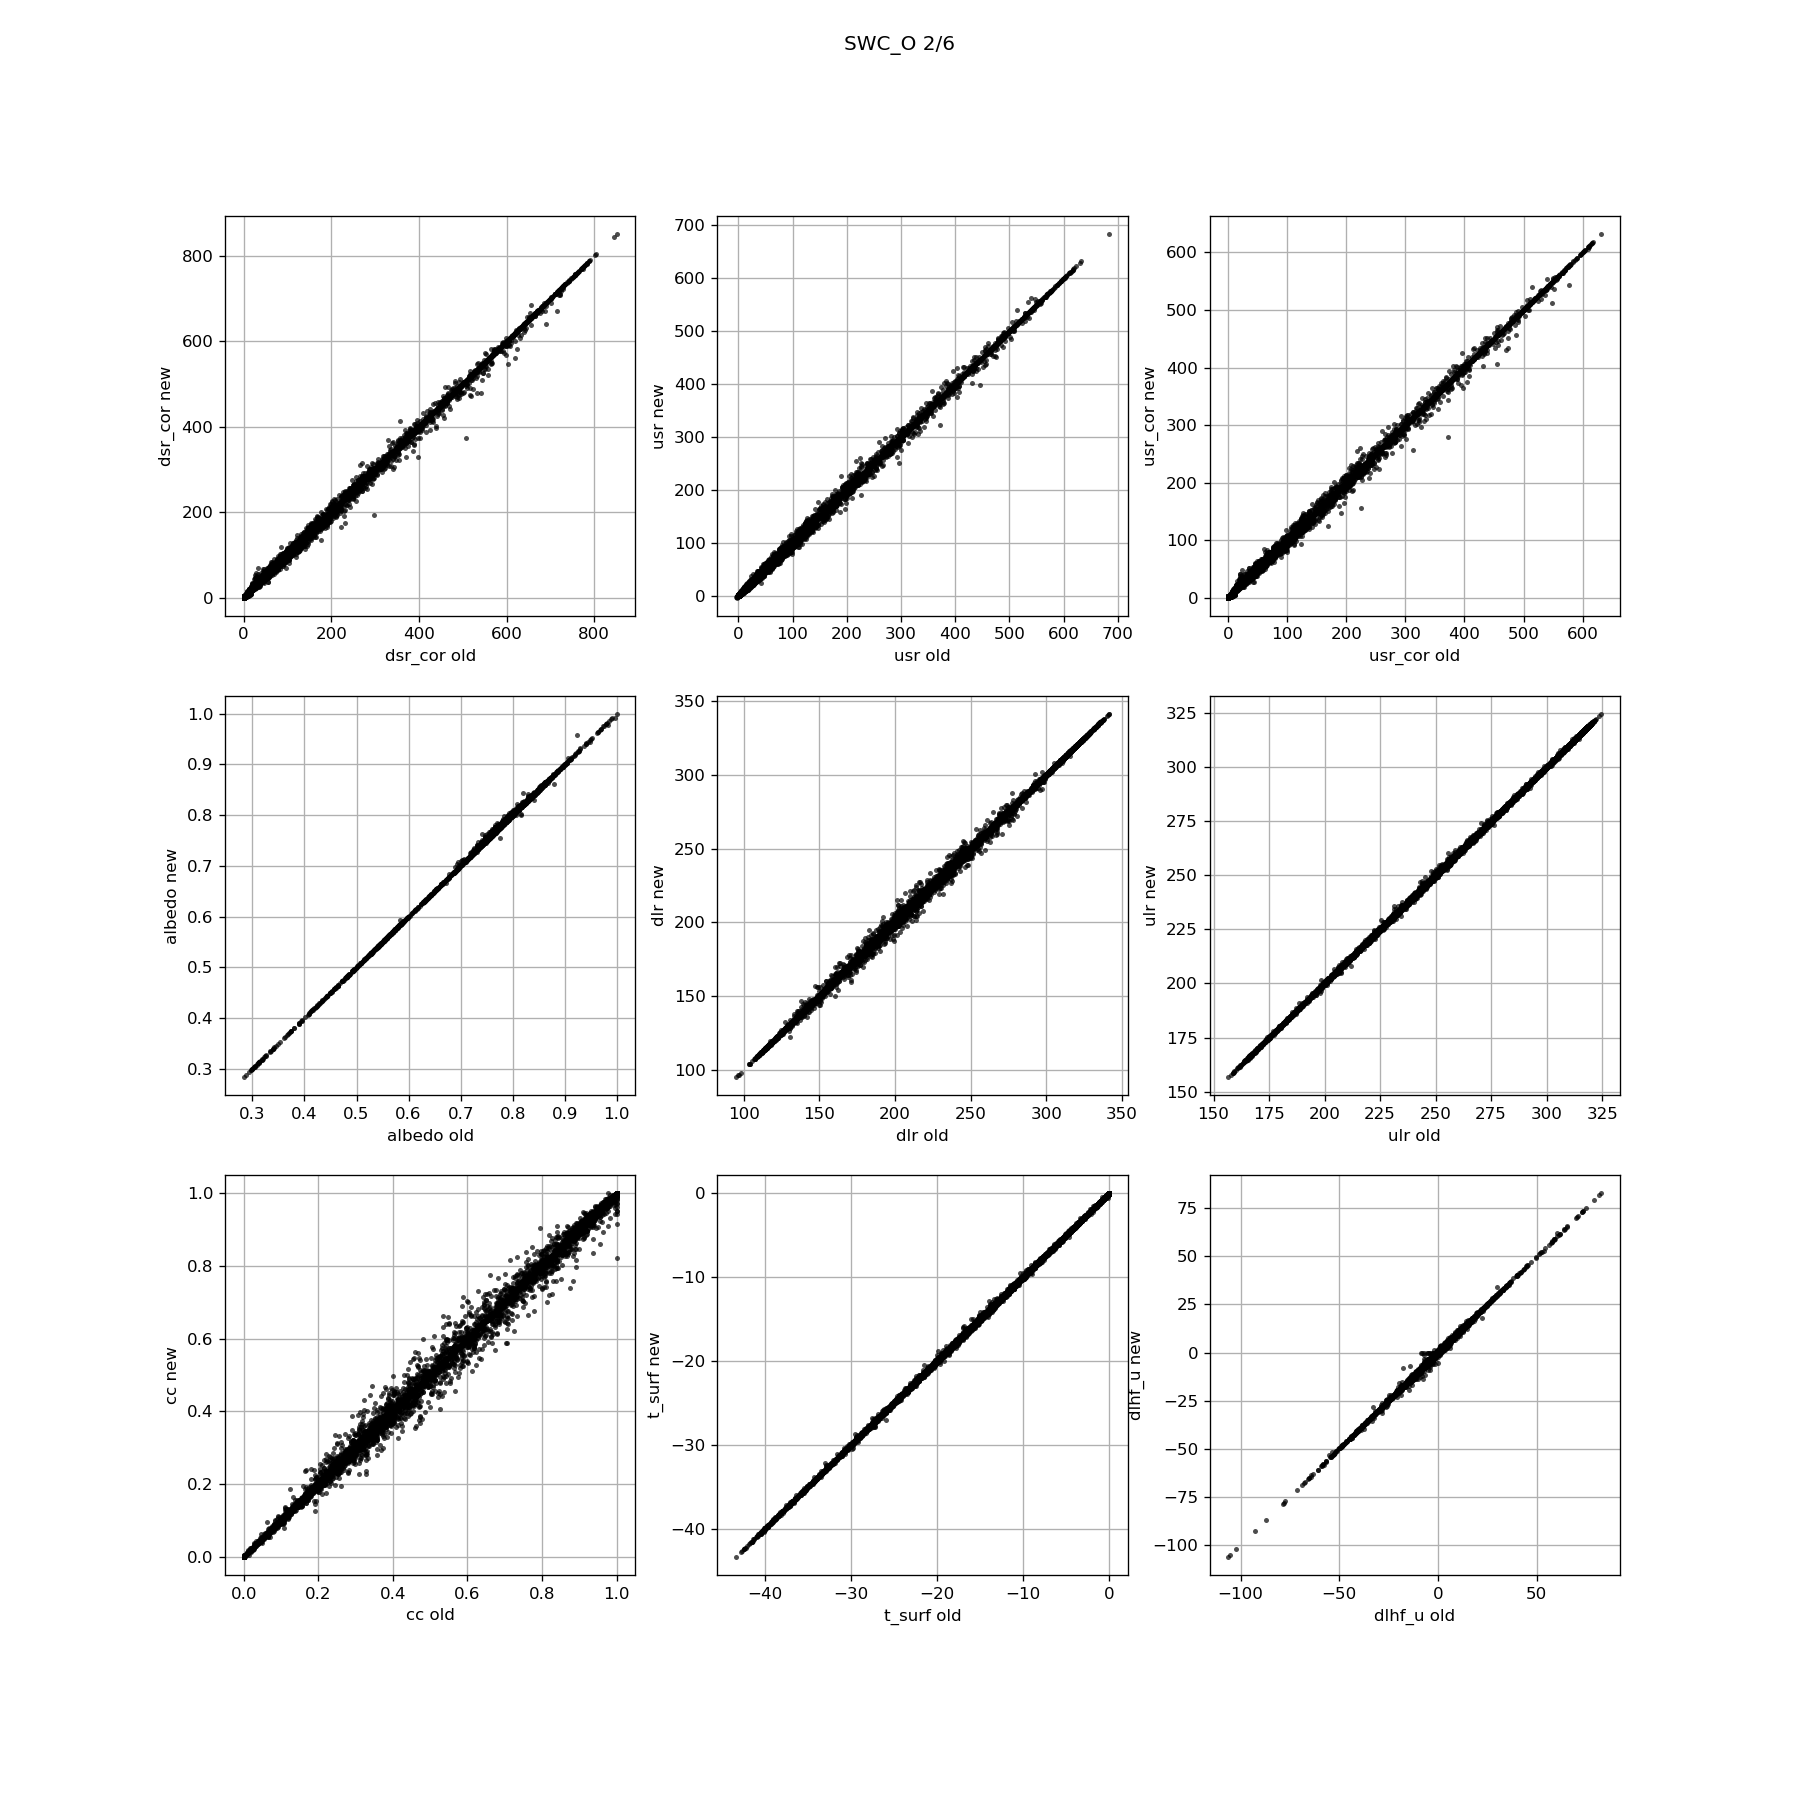 SWC_O 2/6
800
600
400
200
0
dsr_cor new
0 200 400 600 800
dsr_cor old
700
600
500
400
300
200
100
0
usr new
0 100 200 300 400 500 600 700
usr old
600
500
400
300
200
100
0
usr_cor new
0 100 200 300 400 500 600
usr_cor old
1.0
0.9
0.8
0.7
0.6
0.5
0.4
0.3
albedo new
0.3 0.4 0.5 0.6 0.7 0.8 0.9 1.0
albedo old
350
300
250
200
150
100
dlr new
100 150 200 250 300 350
dlr old
325
300
275
250
225
200
175
150
ulr new
150 175 200 225 250 275 300 325
ulr old
1.0
0.8
0.6
0.4
0.2
0.0
cc new
0.0 0.2 0.4 0.6 0.8 1.0
cc old
0
−10
−20
−30
−40
t_surf new
−40 −30 −20 −10 0
t_surf old
75
50
25
0
−25
−50
−75
−100
dlhf_u new
−100 −50 0 50
dlhf_u old